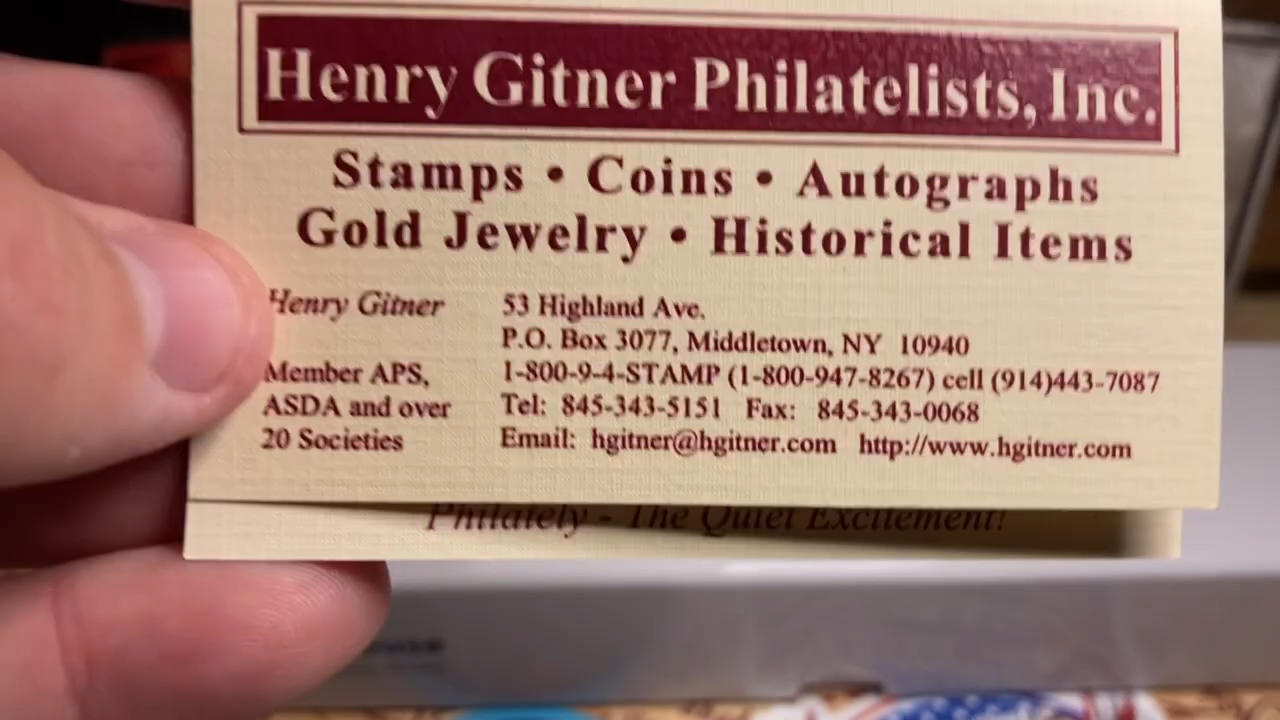 Henry Gitner Philatelists, Inc.
Stamps • Coins • Autographs
Gold Jewelry • Historical Items
Henry Gitner
53 Highland Ave.
P.O. Box 3077, Middletown, NY 10940
Member APS,
ASDA and over
20 Societies
1-800-9-4-STAMP (1-800-947-8267) cell (914)443-7087
Tel: 845-343-5151 Fax: 845-343-0068
Email: hgitner@hgitner.com http://www.hgitner.com
Philately - The Quiet Excitement!